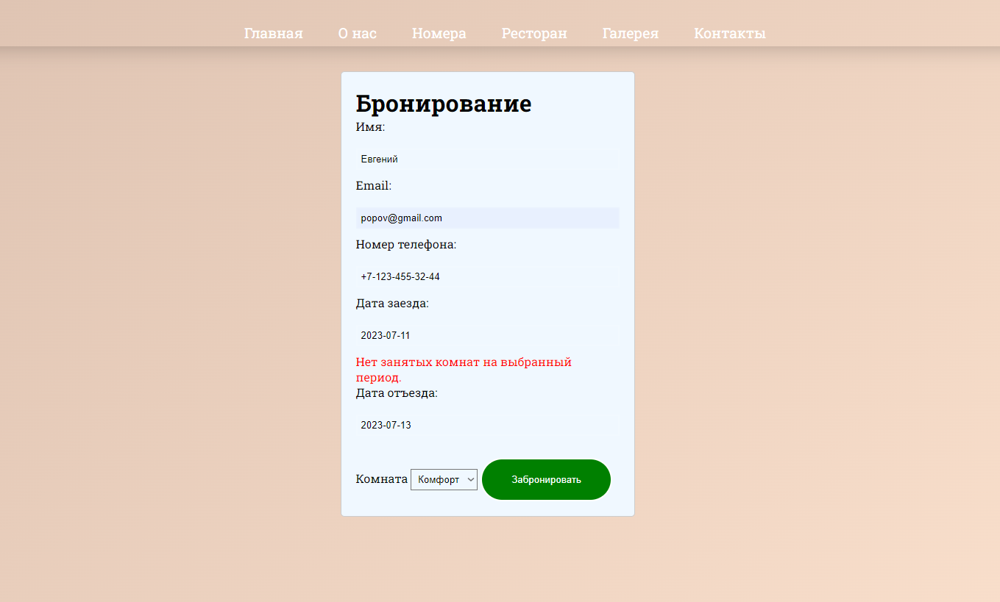 Главная О нас Номера Ресторан Галерея Контакты
Бронирование
Имя:
Евгений
Email:
popov@gmail.com
Номер телефона:
+7-123-455-32-44
Дата заезда:
2023-07-11
Нет занятых комнат на выбранный
период.
Дата отъезда:
2023-07-13
Комната Комфорт Забронировать